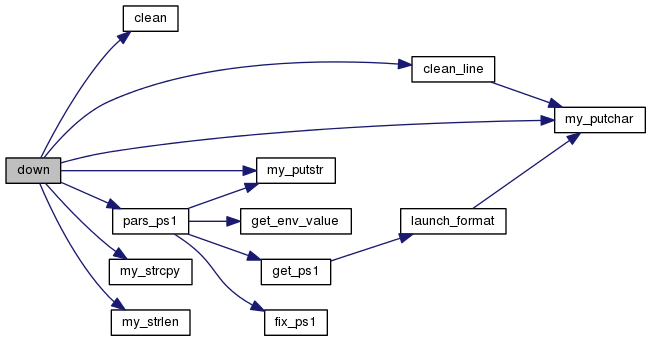 clean
clean_line
my_putchar
down
my_putstr
pars_ps1
get_env_value
launch_format
my_strcpy
get_ps1
my_strlen
fix_ps1